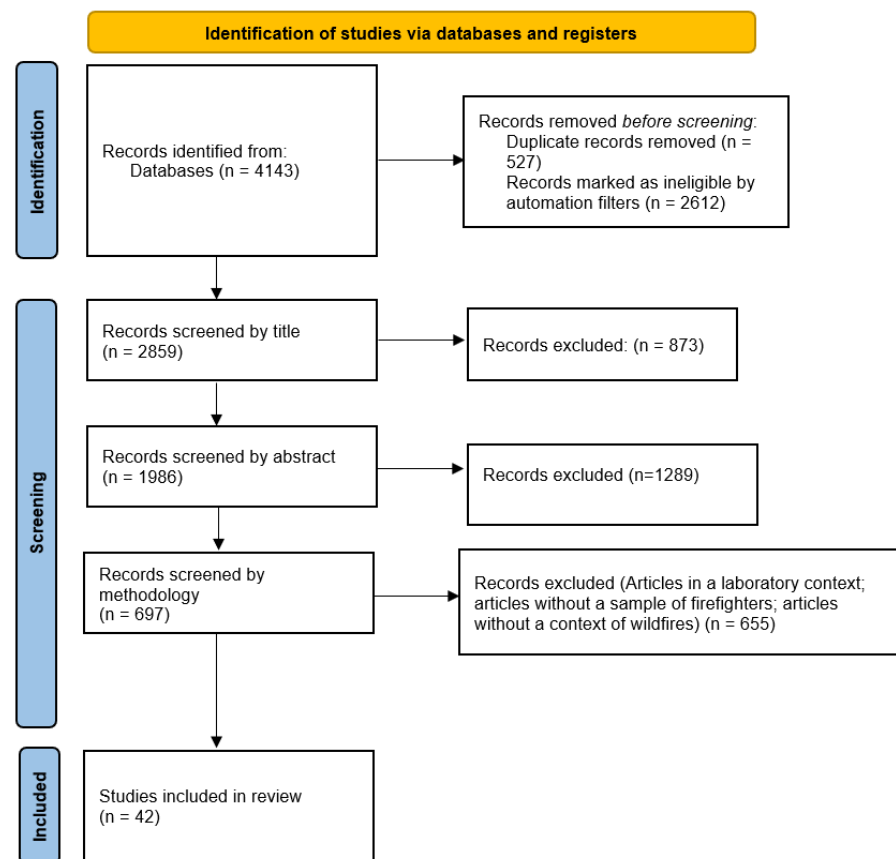 Identification of studies via databases and registers
Identification
Records identified from:
Databases (n = 4143)
Records removed before screening:
Duplicate records removed (n =
527)
Records marked as ineligible by
automation filters (n = 2612)
Screening
Records screened by title
(n = 2859)
Records excluded: (n = 873)
Records screened by abstract
(n = 1986)
Records excluded (n=1289)
Records screened by
methodology
(n = 697)
Records excluded (Articles in a laboratory context;
articles without a sample of firefighters; articles
without a context of wildfires) (n = 655)
Included
Studies included in review
(n = 42)